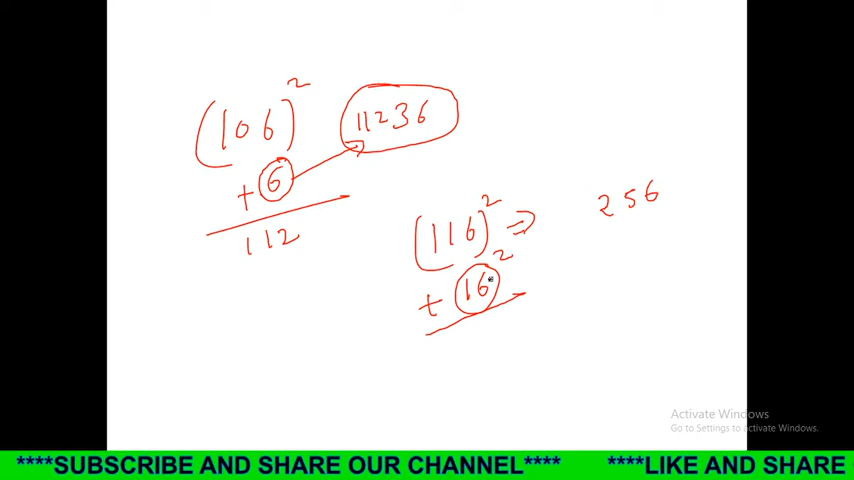 (106)² 11236
+ 6
112
(116)² ⇒ 256
+ 16²
Activate Windows
Go to Settings to activate Windows.
****SUBSCRIBE AND SHARE OUR CHANNEL**** ****LIKE AND SHARE